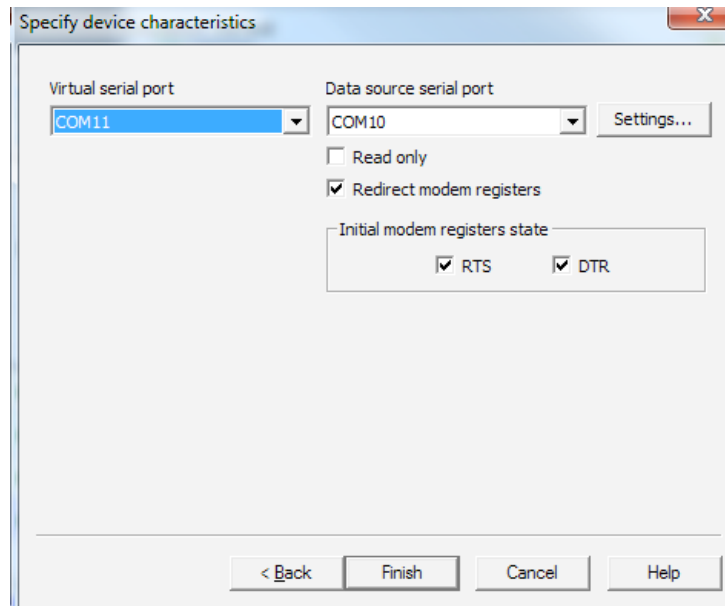 Specify device characteristics
Virtual serial port
Data source serial port
COM11
COM10
Settings...
Read only
Redirect modem registers
Initial modem registers state
RTS
DTR
< Back
Finish
Cancel
Help